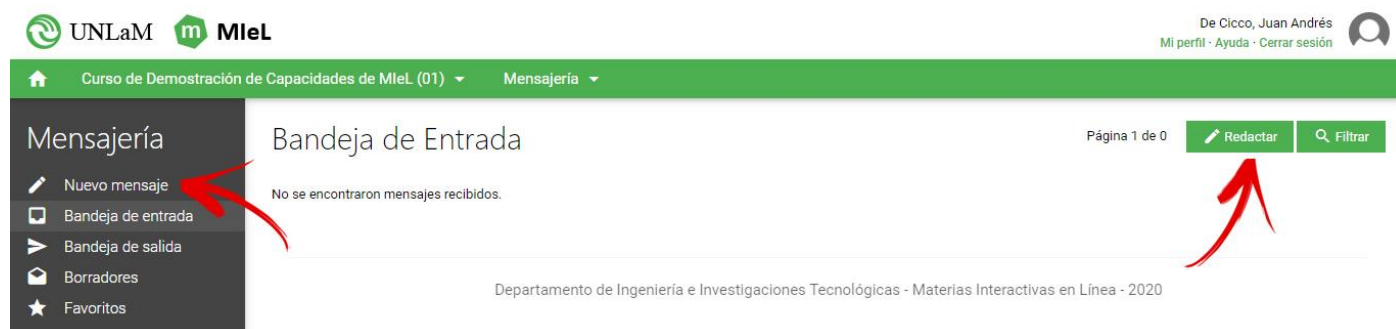 UNLaM m MIeL
De Cicco, Juan Andrés
Mi perfil · Ayuda · Cerrar sesión
Curso de Demostración de Capacidades de MIeL (01) Mensajería
Mensajería
Nuevo mensaje
Bandeja de entrada
Bandeja de salida
Borradores
Favoritos
Bandeja de Entrada
Página 1 de 0 Redactar Filtrar
No se encontraron mensajes recibidos.
Departamento de Ingeniería e Investigaciones Tecnológicas - Materias Interactivas en Línea - 2020